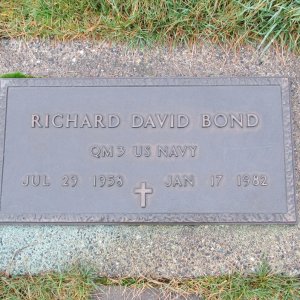 RICHARD DAVID BOND
QM3 US NAVY
JUL 29 1958 JAN 17 1982